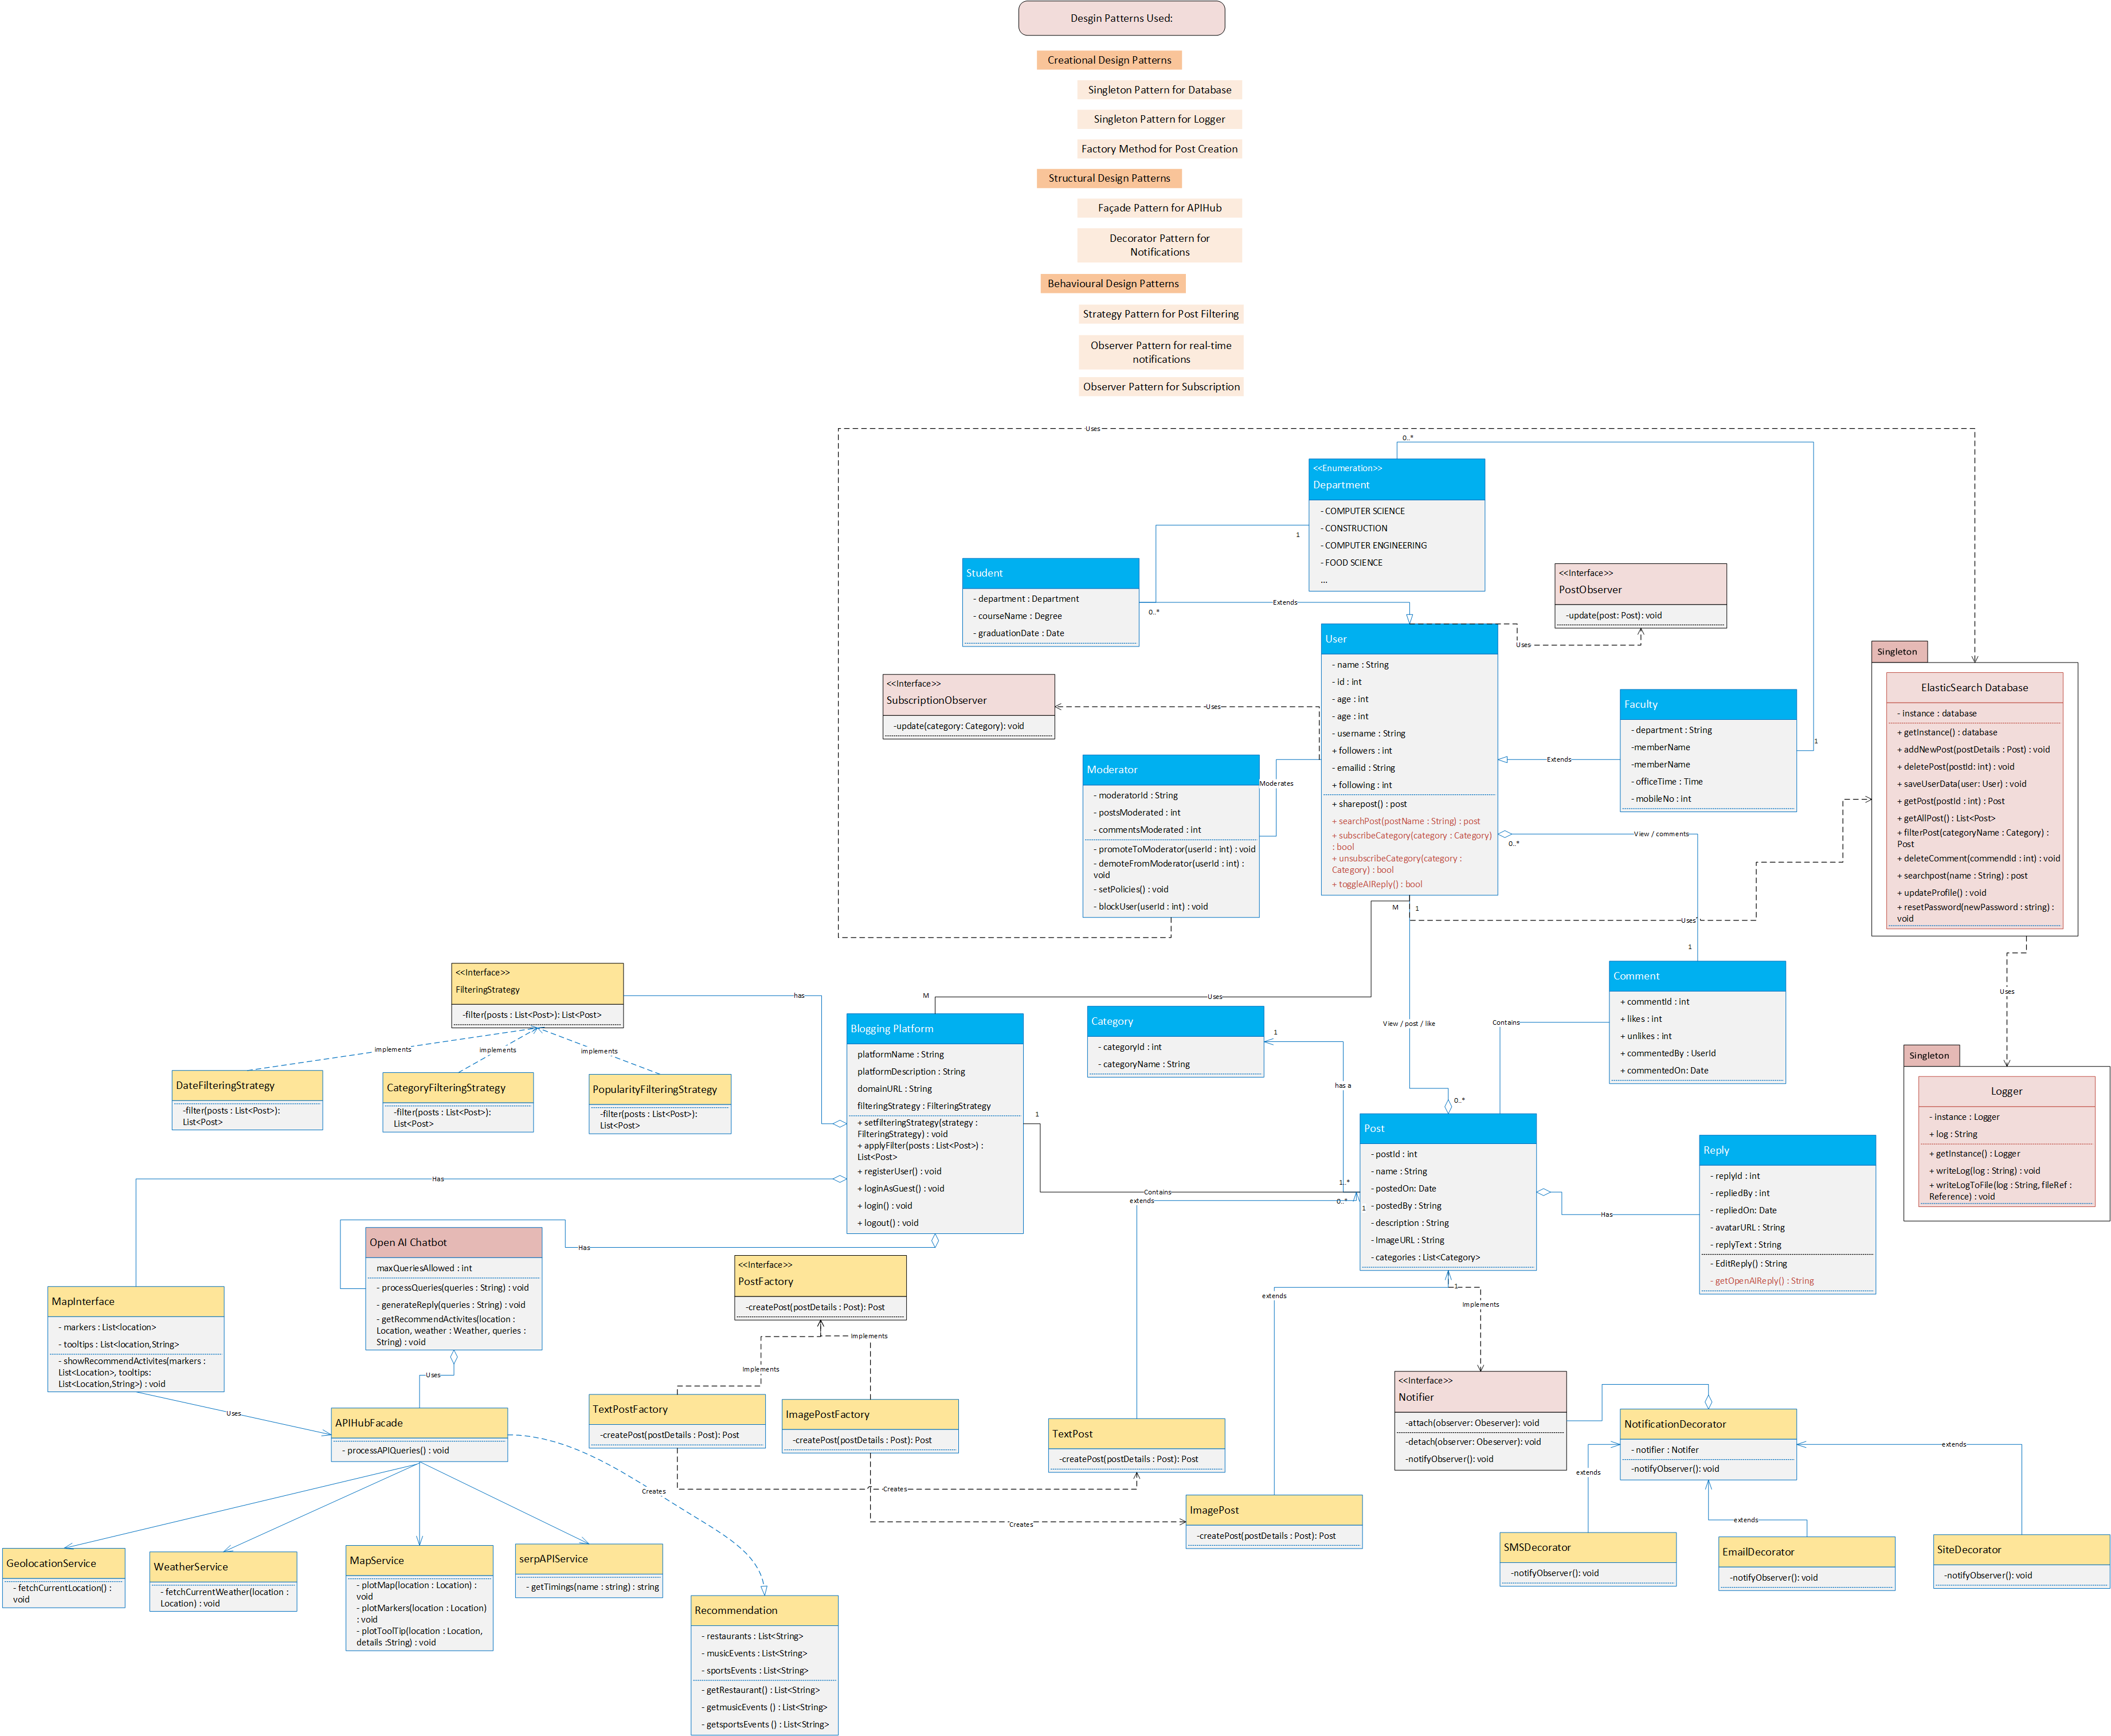 Desgin Patterns Used:
Creational Design Patterns
Singleton Pattern for Database
Singleton Pattern for Logger
Factory Method for Post Creation
Structural Design Patterns
Façade Pattern for APIHub
Decorator Pattern for
Notifications
Behavioural Design Patterns
Strategy Pattern for Post Filtering
Observer Pattern for real-time
notifications
Observer Pattern for Subscription
Uses
0..*
<<Enumeration>>
Department
- COMPUTER SCIENCE
- CONSTRUCTION
- COMPUTER ENGINEERING
- FOOD SCIENCE
...
1
Student
- department : Department
- courseName : Degree
- graduationDate : Date
0..*
Extends
<<Interface>>
PostObserver
-update(post: Post): void
Uses
User
- name : String
- id : int
- age : int
- age : int
- username : String
+ followers : int
- emailid : String
+ following : int
+ sharepost() : post
+ searchPost(postName : String) : post
+ subscribeCategory(category : Category)
: bool
+ unsubscribeCategory(category :
Category) : bool
+ toggleAIReply() : bool
<<Interface>>
SubscriptionObserver
-update(category: Category): void
Uses
Faculty
- department : String
-memberName
-memberName
- officeTime : Time
- mobileNo : int
1
Extends
Moderator
- moderatorId : String
- postsModerated : int
- commentsModerated : int
- promoteToModerator(userId : int) : void
- demoteFromModerator(userId : int) :
void
- setPolicies() : void
- blockUser(userId : int) : void
Moderates
View / comments
0..*
1
M
1
Uses
Singleton
ElasticSearch Database
- instance : database
+ getInstance() : database
+ addNewPost(postDetails : Post) : void
+ deletePost(postId: int) : void
+ saveUserData(user: User) : void
+ getPost(postId : int) : Post
+ getAllPost() : List<Post>
+ filterPost(categoryName : Category) :
Post
+ deleteComment(commendId : int) : void
+ searchpost(name : String) : post
+ updateProfile() : void
+ resetPassword(newPassword : string) :
void
Uses
Singleton
Logger
- instance : Logger
+ log : String
+ getInstance() : Logger
+ writeLog(log : String) : void
+ writeLogToFile(log : String, fileRef :
Reference) : void
<<Interface>>
FilteringStrategy
-filter(posts : List<Post>): List<Post>
has
implements
implements
implements
DateFilteringStrategy
-filter(posts : List<Post>):
List<Post>
CategoryFilteringStrategy
-filter(posts : List<Post>):
List<Post>
PopularityFilteringStrategy
-filter(posts : List<Post>):
List<Post>
M
Uses
Blogging Platform
platformName : String
platformDescription : String
domainURL : String
filteringStrategy : FilteringStrategy
+ setfilteringStrategy(strategy :
FilteringStrategy) : void
+ applyFilter(posts : List<Post>) :
List<Post>
+ registerUser() : void
+ loginAsGuest() : void
+ login() : void
+ logout() : void
1
Category
- categoryId : int
- categoryName : String
1
has a
View / post / like
Contains
Comment
+ commentId : int
+ likes : int
+ unlikes : int
+ commentedBy : UserId
+ commentedOn: Date
0..*
Post
- postId : int
- name : String
- postedOn: Date
- postedBy : String
- description : String
- ImageURL : String
- categories : List<Category>
1..*
0..*
1
Contains
extends
Reply
- replyId : int
- repliedBy : int
- repliedOn: Date
- avatarURL : String
- replyText : String
- EditReply() : String
- getOpenAIReply() : String
Has
Has
Has
Open AI Chatbot
maxQueriesAllowed : int
- processQueries(queries : String) : void
- generateReply(queries : String) : void
- getRecommendActivites(location :
Location, weather : Weather, queries :
String) : void
MapInterface
- markers : List<location>
- tooltips : List<location,String>
- showRecommendActivites(markers :
List<Location>, tooltips:
List<Location,String>) : void
Uses
Uses
<<Interface>>
PostFactory
-createPost(postDetails : Post): Post
Implements
Implements
TextPostFactory
-createPost(postDetails : Post): Post
ImagePostFactory
-createPost(postDetails : Post): Post
Creates
Creates
extends
1
Implements
APIHubFacade
- processAPIQueries() : void
Creates
TextPost
-createPost(postDetails : Post): Post
ImagePost
-createPost(postDetails : Post): Post
<<Interface>>
Notifier
-attach(observer: Obeserver): void
-detach(observer: Obeserver): void
-notifyObserver(): void
NotificationDecorator
- notifier : Notifer
-notifyObserver(): void
extends
extends
extends
SMSDecorator
-notifyObserver(): void
EmailDecorator
-notifyObserver(): void
SiteDecorator
-notifyObserver(): void
GeolocationService
- fetchCurrentLocation() :
void
WeatherService
- fetchCurrentWeather(location :
Location) : void
MapService
- plotMap(location : Location) :
void
- plotMarkers(location : Location)
: void
- plotToolTip(location : Location,
details :String) : void
serpAPIService
- getTimings(name : string) : string
Recommendation
- restaurants : List<String>
- musicEvents : List<String>
- sportsEvents : List<String>
- getRestaurant() : List<String>
- getmusicEvents () : List<String>
- getsportsEvents () : List<String>